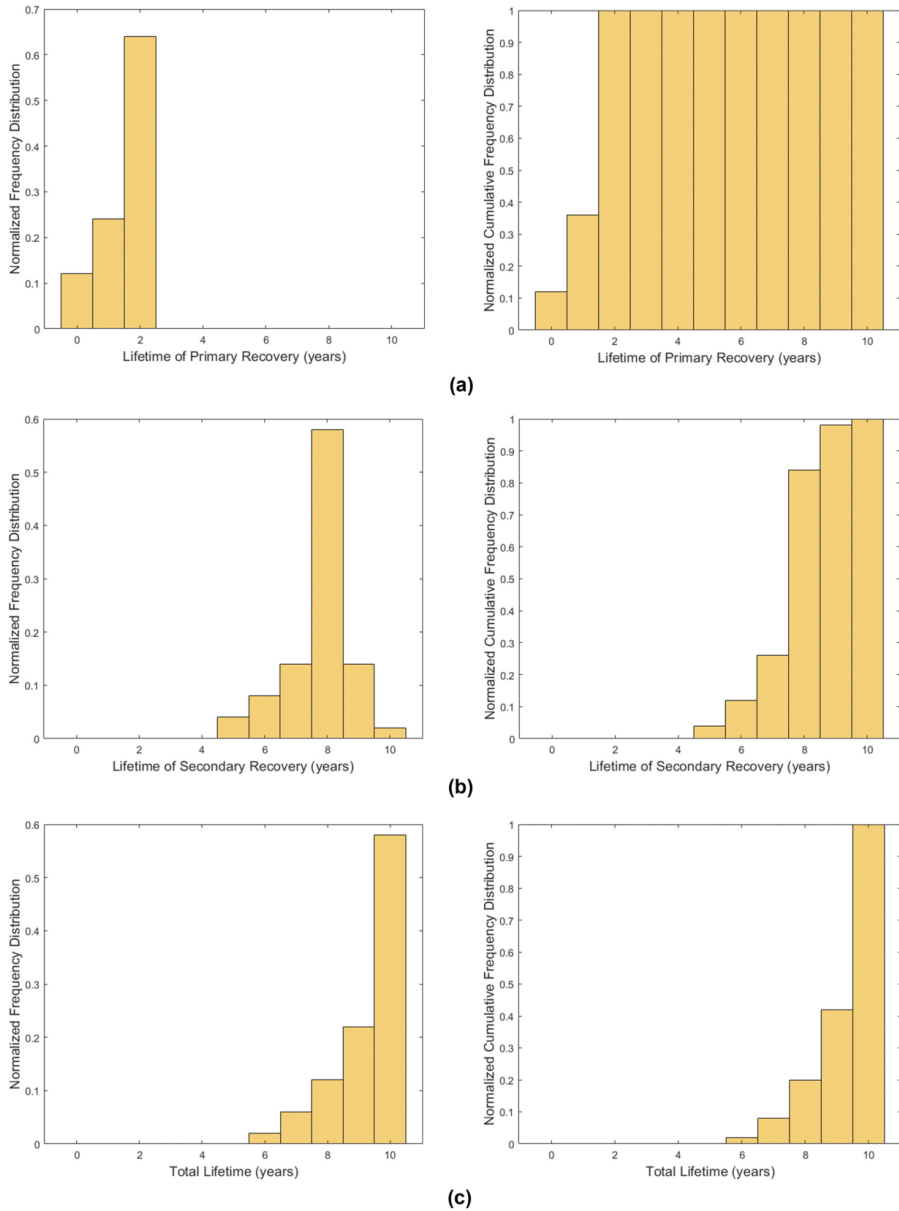 Normalized Frequency Distribution
0.7
0.6
0.5
0.4
0.3
0.2
0.1
0
0 2 4 6 8 10
Lifetime of Primary Recovery (years)
Normalized Cumulative Frequency Distribution
1
0.9
0.8
0.7
0.6
0.5
0.4
0.3
0.2
0.1
0
0 2 4 6 8 10
Lifetime of Primary Recovery (years)
(a)
Normalized Frequency Distribution
0.6
0.5
0.4
0.3
0.2
0.1
0
0 2 4 6 8 10
Lifetime of Secondary Recovery (years)
Normalized Cumulative Frequency Distribution
1
0.9
0.8
0.7
0.6
0.5
0.4
0.3
0.2
0.1
0
0 2 4 6 8 10
Lifetime of Secondary Recovery (years)
(b)
Normalized Frequency Distribution
0.6
0.5
0.4
0.3
0.2
0.1
0
0 2 4 6 8 10
Total Lifetime (years)
Normalized Cumulative Frequency Distribution
1
0.9
0.8
0.7
0.6
0.5
0.4
0.3
0.2
0.1
0
0 2 4 6 8 10
Total Lifetime (years)
(c)